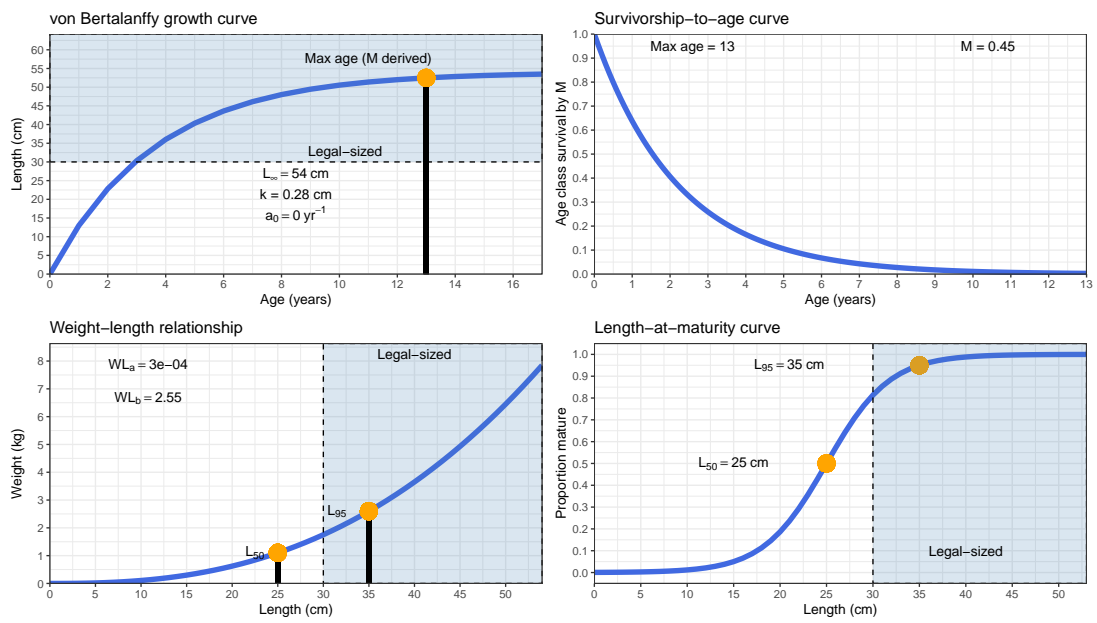 von Bertalanffy growth curve
Length (cm)
60
55
50
45
40
35
30
25
20
15
10
5
0
Max age (M derived)
Legal−sized
L∞ = 54 cm
k = 0.28 cm
a₀ = 0 yr⁻¹
0 2 4 6 8 10 12 14 16
Age (years)
Survivorship−to−age curve
Age class survival by M
1.0
0.9
0.8
0.7
0.6
0.5
0.4
0.3
0.2
0.1
0.0
Max age = 13 M = 0.45
0 1 2 3 4 5 6 7 8 9 10 11 12 13
Age (years)
Weight−length relationship
Weight (kg)
8
7
6
5
4
3
2
1
0
WLₐ = 3e−04
WL_b = 2.55
Legal−sized
L₉₅
L₅₀
0 5 10 15 20 25 30 35 40 45 50
Length (cm)
Length−at−maturity curve
Proportion mature
1.0
0.9
0.8
0.7
0.6
0.5
0.4
0.3
0.2
0.1
0.0
L₉₅ = 35 cm
L₅₀ = 25 cm
Legal−sized
0 5 10 15 20 25 30 35 40 45 50
Length (cm)